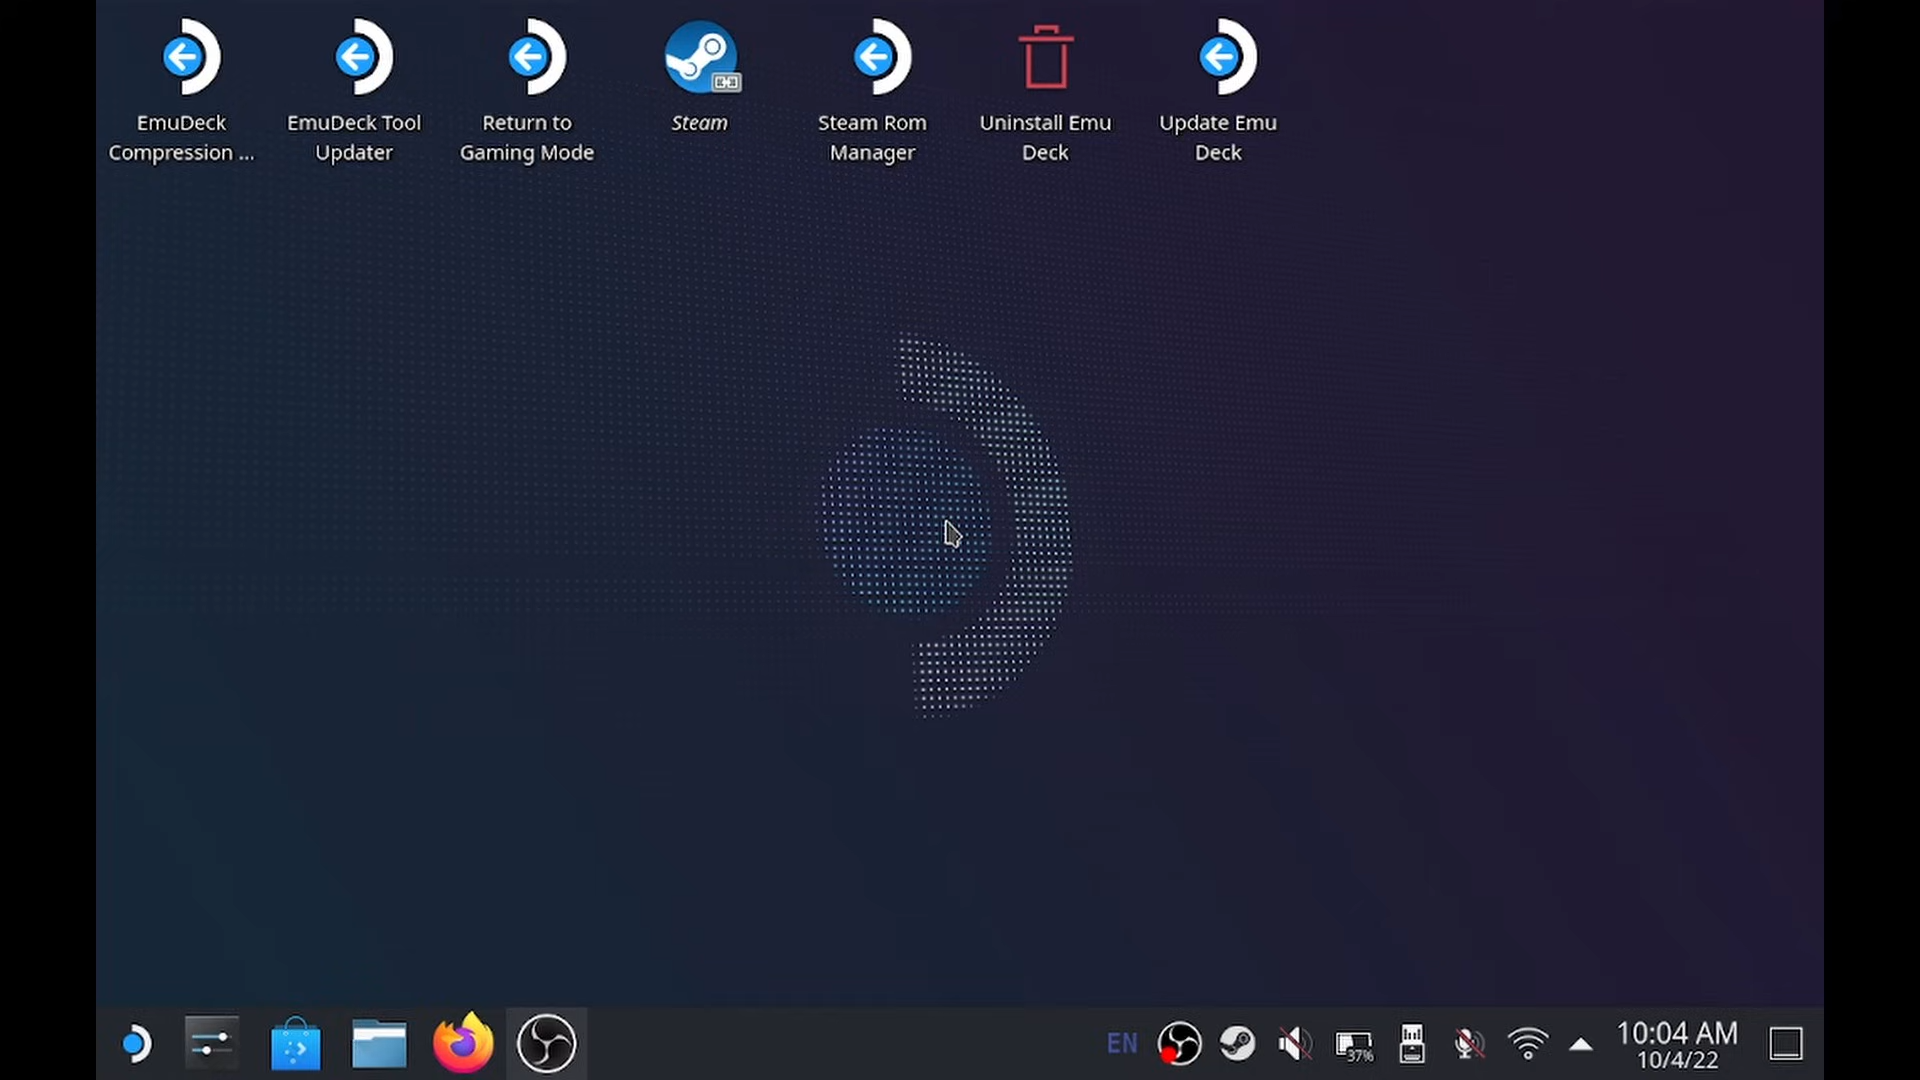 EmuDeck
Compression ...
EmuDeck Tool
Updater
Return to
Gaming Mode
Steam
Steam Rom
Manager
Uninstall Emu
Deck
Update Emu
Deck
EN
37%
10:04 AM
10/4/22